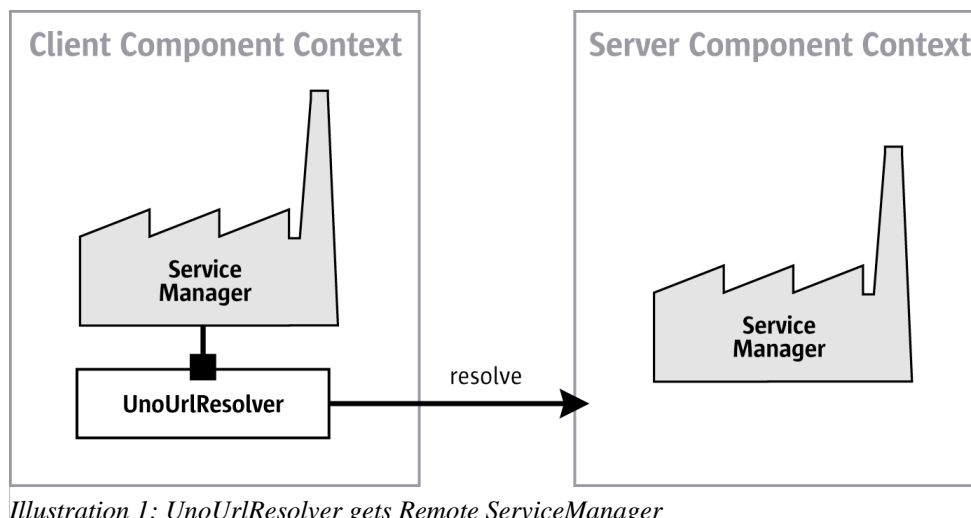 Client Component Context
Server Component Context
Service
Manager
Service
Manager
UnoUrlResolver
resolve
Illustration 1: UnoUrlResolver gets Remote ServiceManager